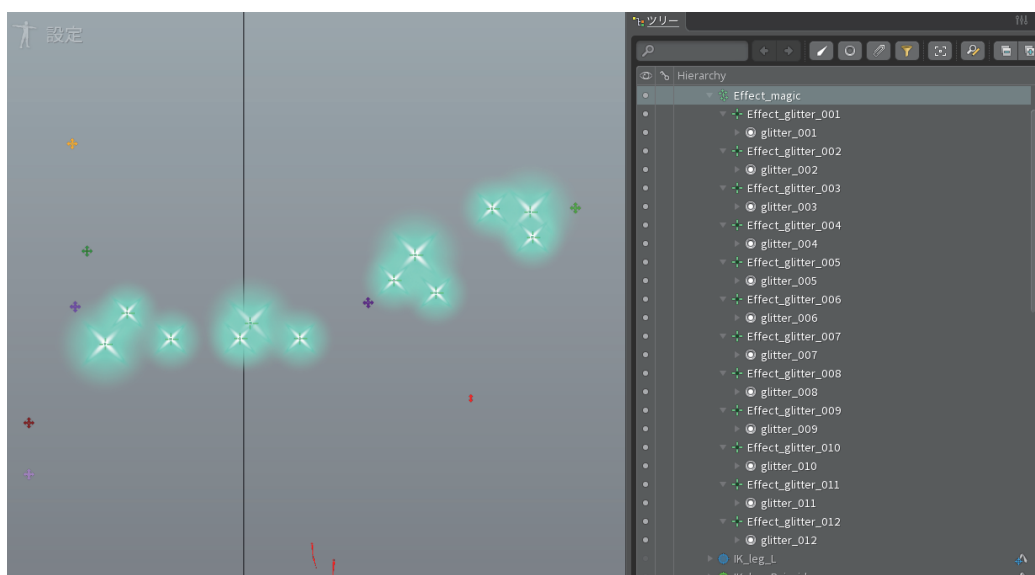 設定
ツリー
Hierarchy
Effect_magic
Effect_glitter_001
glitter_001
Effect_glitter_002
glitter_002
Effect_glitter_003
glitter_003
Effect_glitter_004
glitter_004
Effect_glitter_005
glitter_005
Effect_glitter_006
glitter_006
Effect_glitter_007
glitter_007
Effect_glitter_008
glitter_008
Effect_glitter_009
glitter_009
Effect_glitter_010
glitter_010
Effect_glitter_011
glitter_011
Effect_glitter_012
glitter_012
IK_leg_L